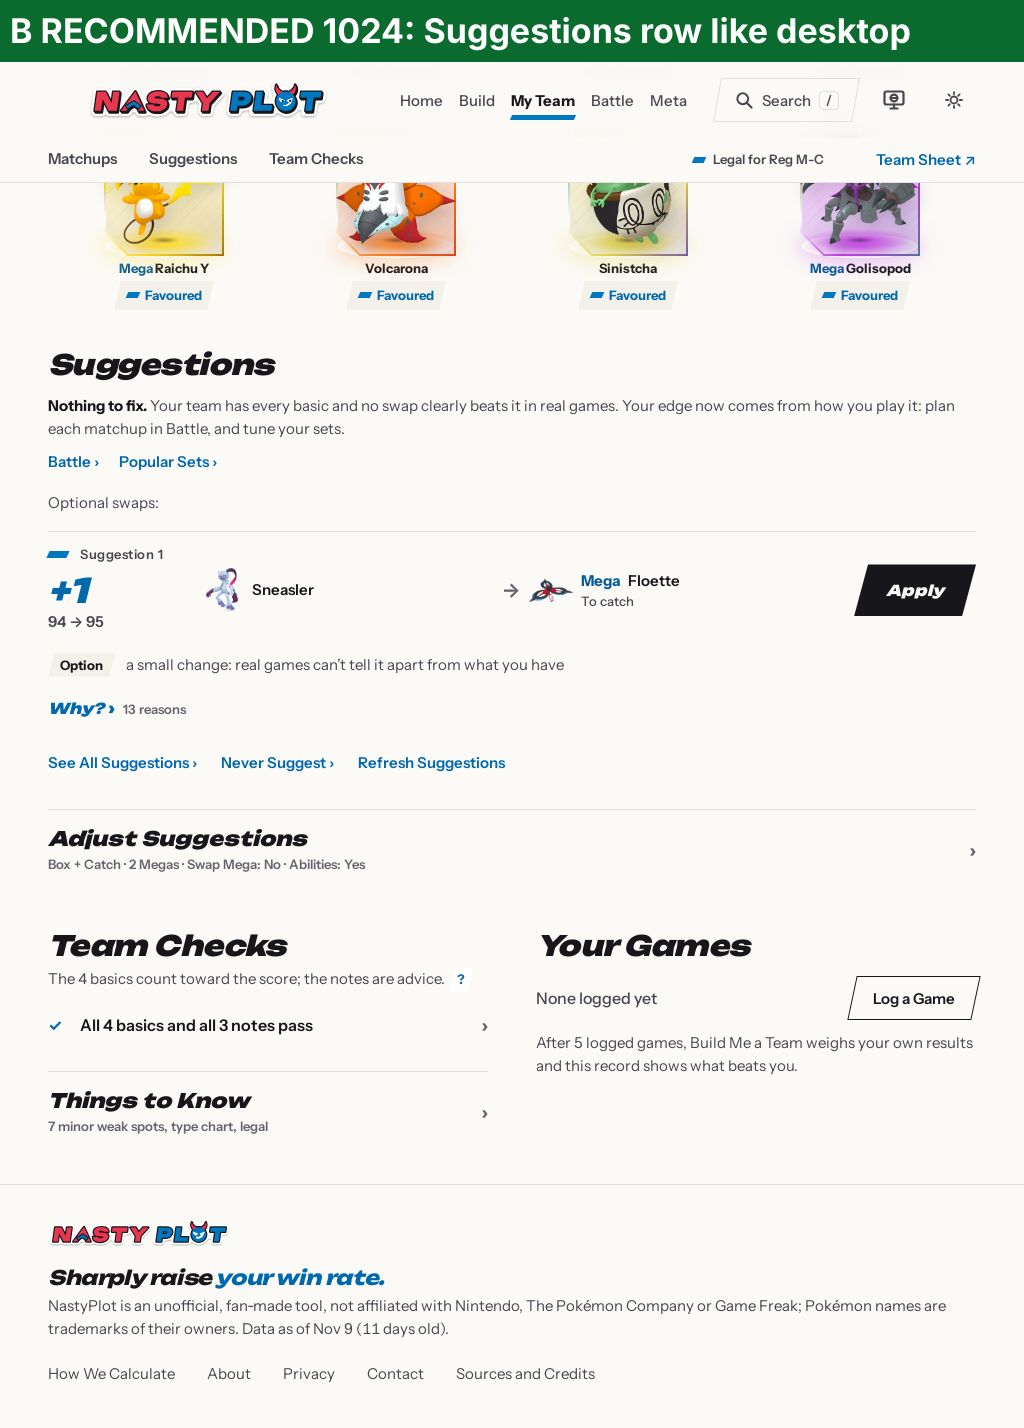 B RECOMMENDED 1024: Suggestions row like desktop
NASTY PLOT
Home Build My Team Battle Meta Search /
Matchups Suggestions Team Checks Legal for Reg M-C Team Sheet ↗
Mega Raichu Y Volcarona Sinistcha Mega Golisopod
Favoured Favoured Favoured Favoured
Suggestions
Nothing to fix. Your team has every basic and no swap clearly beats it in real games. Your edge now comes from how you play it: plan
each matchup in Battle, and tune your sets.
Battle › Popular Sets ›
Optional swaps:
Suggestion 1
+1 Sneasler → Mega Floette Apply
To catch
94 → 95
Option a small change: real games can’t tell it apart from what you have
Why? › 13 reasons
See All Suggestions › Never Suggest › Refresh Suggestions
Adjust Suggestions ›
Box + Catch · 2 Megas · Swap Mega: No · Abilities: Yes
Team Checks
The 4 basics count toward the score; the notes are advice. ?
All 4 basics and all 3 notes pass ›
Things to Know ›
7 minor weak spots, type chart, legal
Your Games
None logged yet Log a Game
After 5 logged games, Build Me a Team weighs your own results
and this record shows what beats you.
NASTY PLOT
Sharply raise your win rate.
NastyPlot is an unofficial, fan-made tool, not affiliated with Nintendo, The Pokémon Company or Game Freak; Pokémon names are
trademarks of their owners. Data as of Nov 9 (11 days old).
How We Calculate About Privacy Contact Sources and Credits